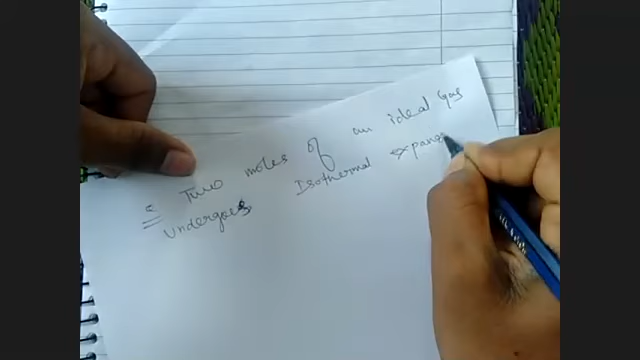 Two moles of an ideal Gas
undergoes Isothermal expans